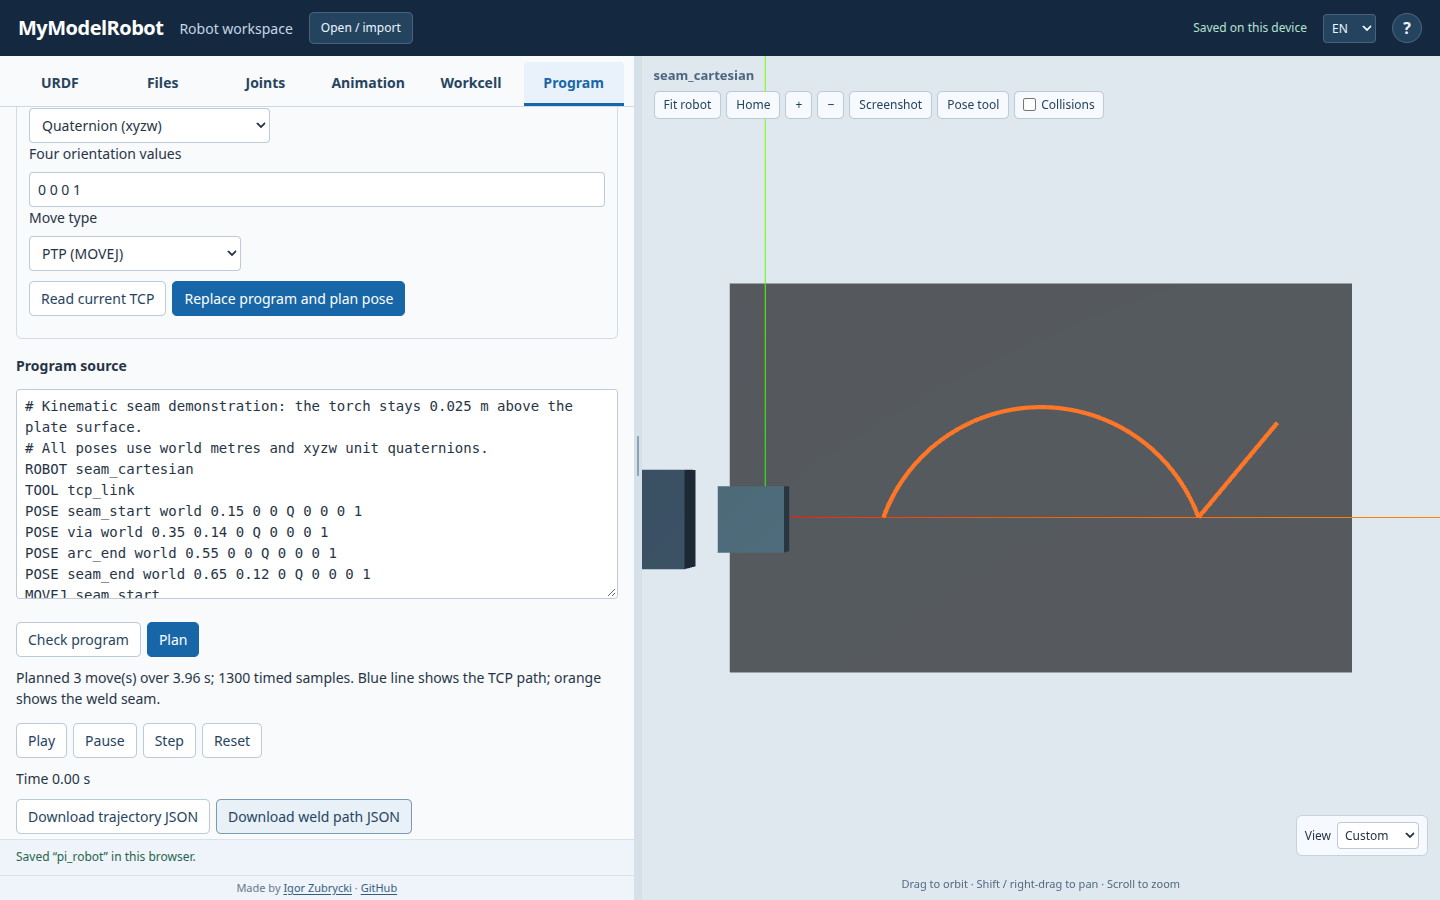 MyModelRobot
Robot workspace
Open / import
Saved on this device
EN
?
URDF
Files
Joints
Animation
Workcell
Program
seam_cartesian
Fit robot
Home
+
−
Screenshot
Pose tool
Collisions
Quaternion (xyzw)
Four orientation values
0 0 0 1
Move type
PTP (MOVEJ)
Read current TCP
Replace program and plan pose
Program source
# Kinematic seam demonstration: the torch stays 0.025 m above the
plate surface.
# All poses use world metres and xyzw unit quaternions.
ROBOT seam_cartesian
TOOL tcp_link
POSE seam_start world 0.15 0 0 Q 0 0 0 1
POSE via world 0.35 0.14 0 Q 0 0 0 1
POSE arc_end world 0.55 0 0 Q 0 0 0 1
POSE seam_end world 0.65 0.12 0 Q 0 0 0 1
MOVEJ seam_start
Check program
Plan
Planned 3 move(s) over 3.96 s; 1300 timed samples. Blue line shows the TCP path; orange
shows the weld seam.
Play
Pause
Step
Reset
Time 0.00 s
Download trajectory JSON
Download weld path JSON
Saved “pi_robot” in this browser.
Made by Igor Zubrycki · GitHub
View
Custom
Drag to orbit · Shift / right-drag to pan · Scroll to zoom